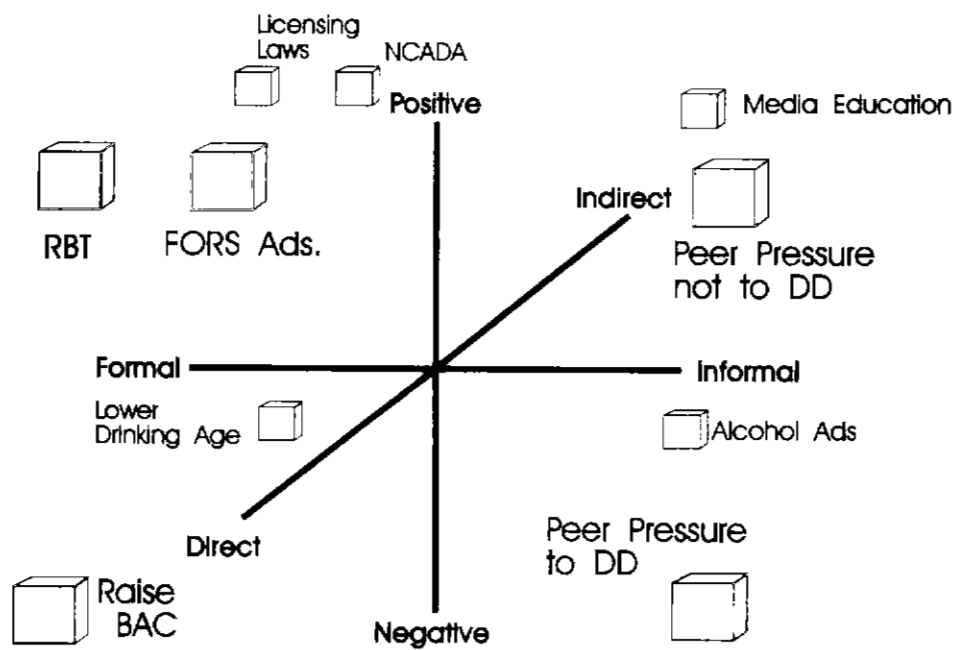 Licensing
Laws
NCADA
Positive
Media Education
Indirect
RBT
FORS Ads.
Peer Pressure
not to DD
Formal
Informal
Lower
Drinking Age
Alcohol Ads
Direct
Peer Pressure
to DD
Raise
BAC
Negative